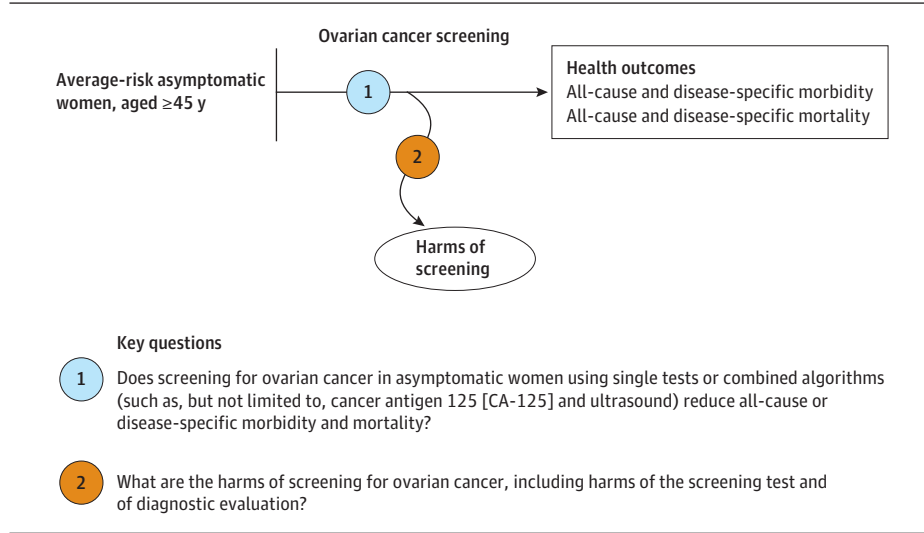 Ovarian cancer screening
Average-risk asymptomatic
women, aged ≥45 y
1
Health outcomes
All-cause and disease-specific morbidity
All-cause and disease-specific mortality
2
Harms of
screening
Key questions
1 Does screening for ovarian cancer in asymptomatic women using single tests or combined algorithms
(such as, but not limited to, cancer antigen 125 [CA-125] and ultrasound) reduce all-cause or
disease-specific morbidity and mortality?
2 What are the harms of screening for ovarian cancer, including harms of the screening test and
of diagnostic evaluation?